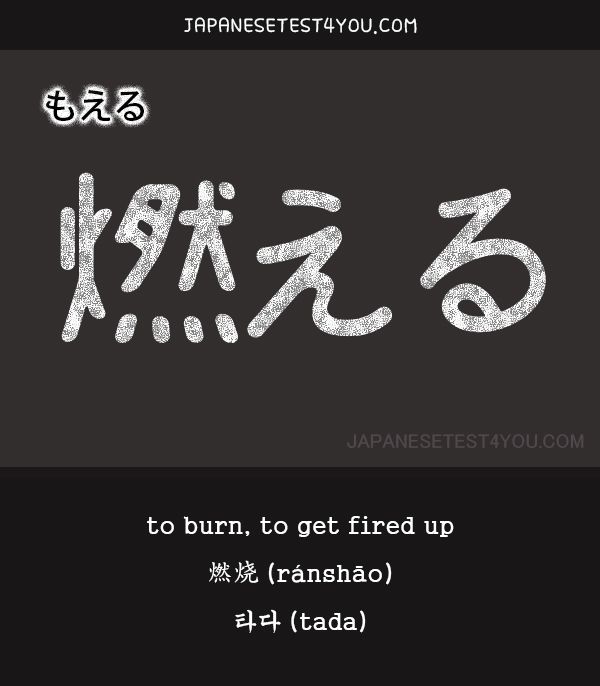 JAPANESETEST4YOU.COM
もえる
燃える
JAPANESETEST4YOU.COM
to burn, to get fired up
燃烧 (ránshāo)
타다 (tada)